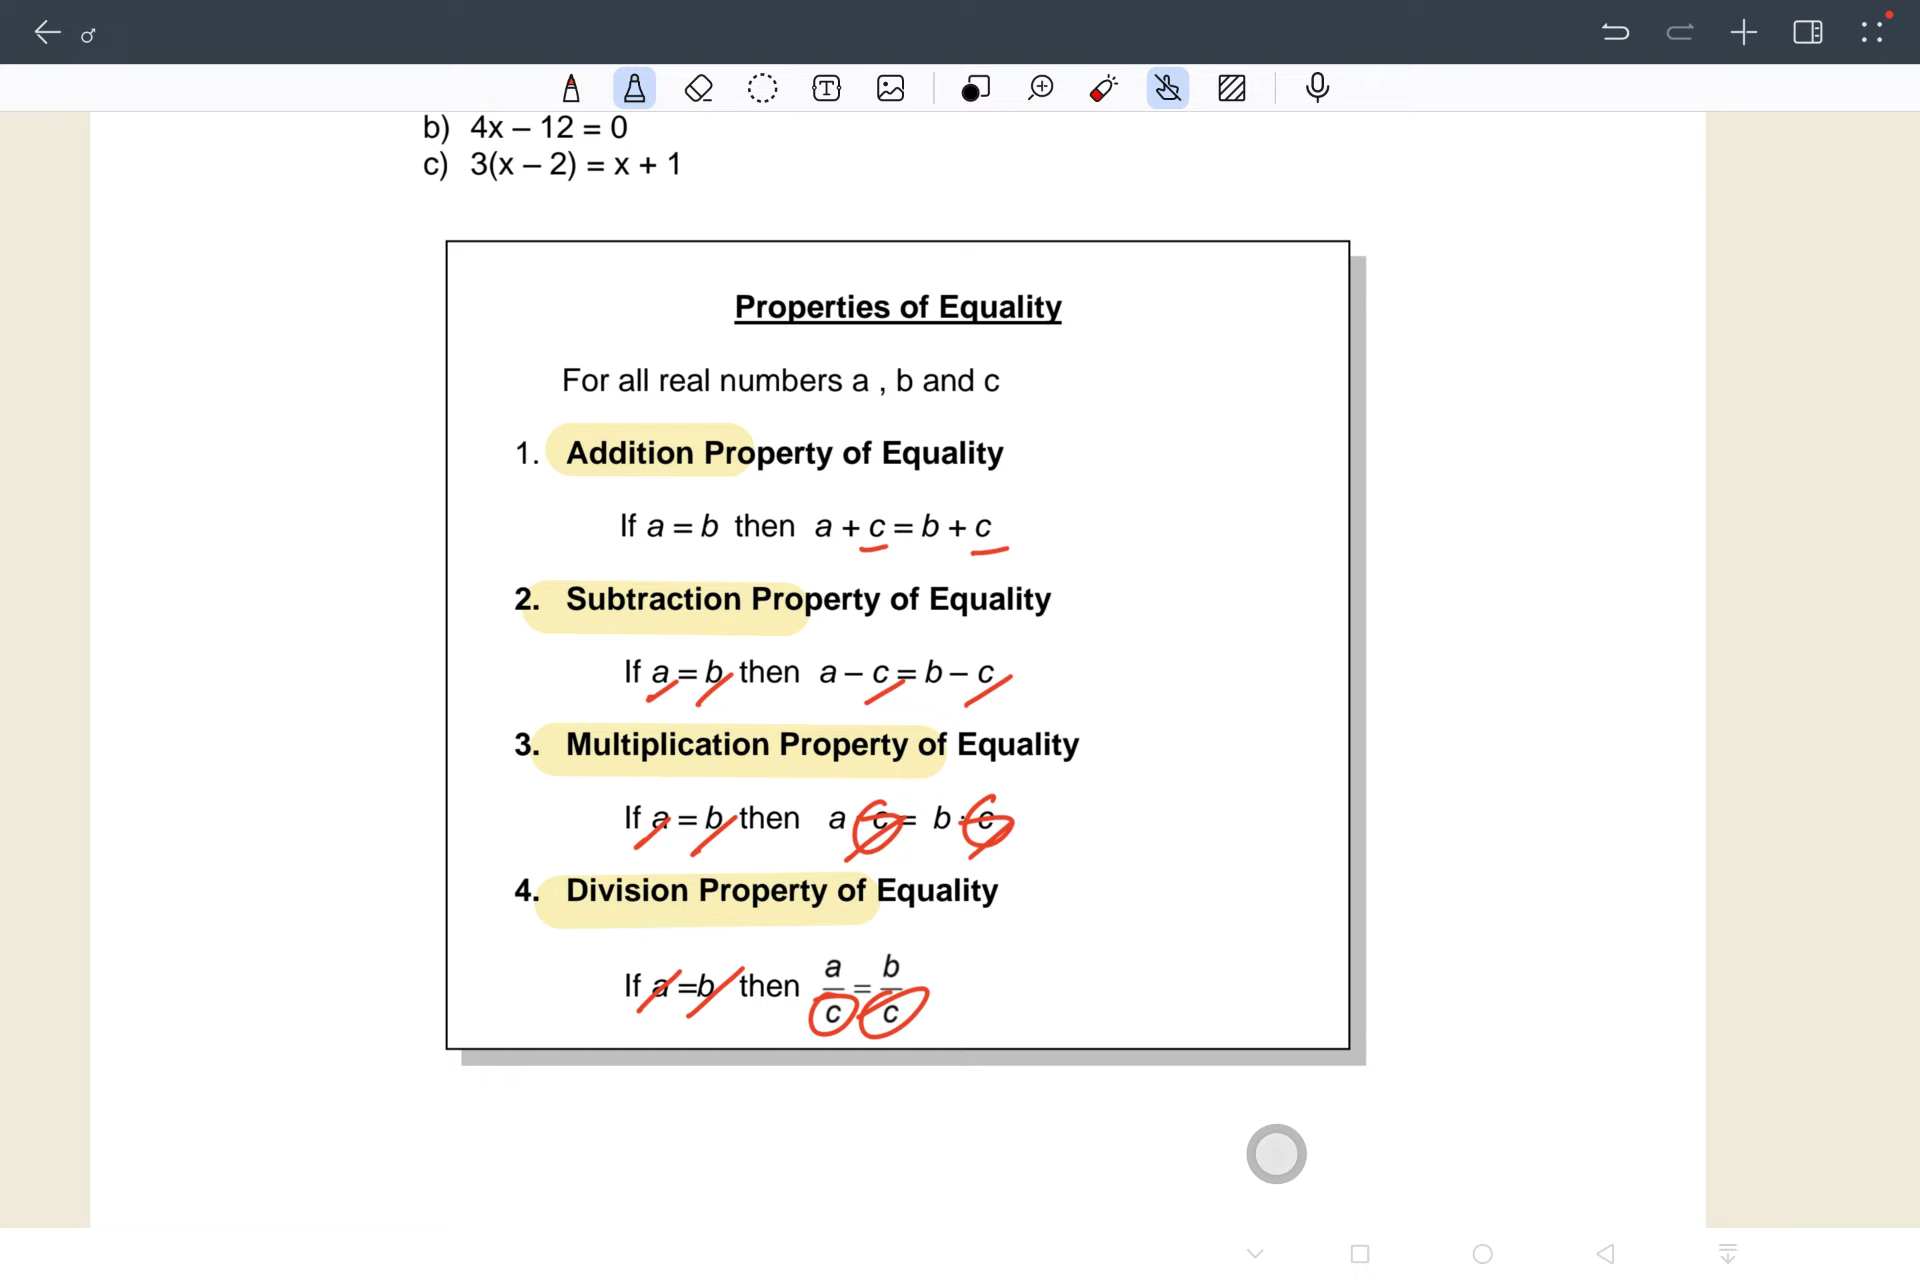 b) 4x – 12 = 0
c) 3(x – 2) = x + 1
Properties of Equality
For all real numbers a , b and c
1. Addition Property of Equality
If a = b then a + c = b + c
2. Subtraction Property of Equality
If a = b then a – c = b – c
3. Multiplication Property of Equality
If a = b then a · c = b · c
4. Division Property of Equality
If a = b then a/c = b/c